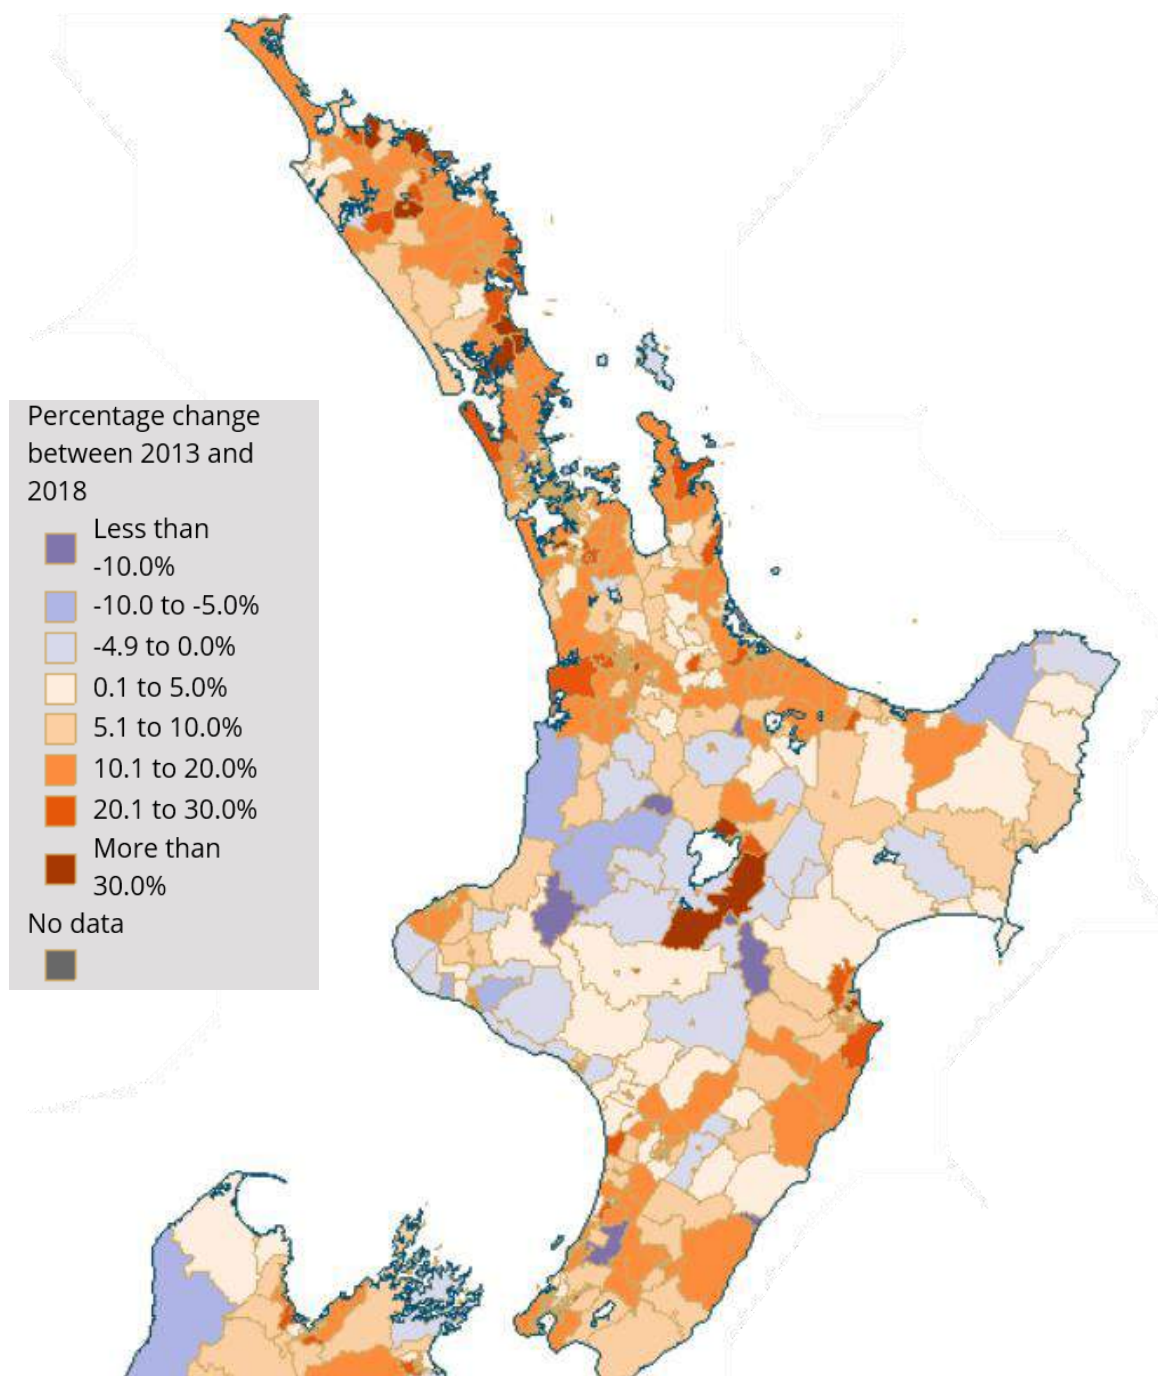 Percentage change
between 2013 and
2018
Less than
-10.0%
-10.0 to -5.0%
-4.9 to 0.0%
0.1 to 5.0%
5.1 to 10.0%
10.1 to 20.0%
20.1 to 30.0%
More than
30.0%
No data